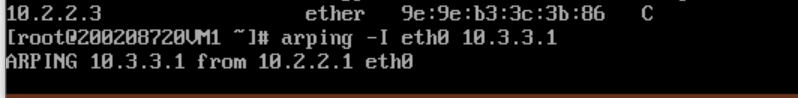 10.2.2.3 ether 9e:9e:b3:3c:3b:86 C
[root@200208720VM1 ~]# arping -I eth0 10.3.3.1
ARPING 10.3.3.1 from 10.2.2.1 eth0